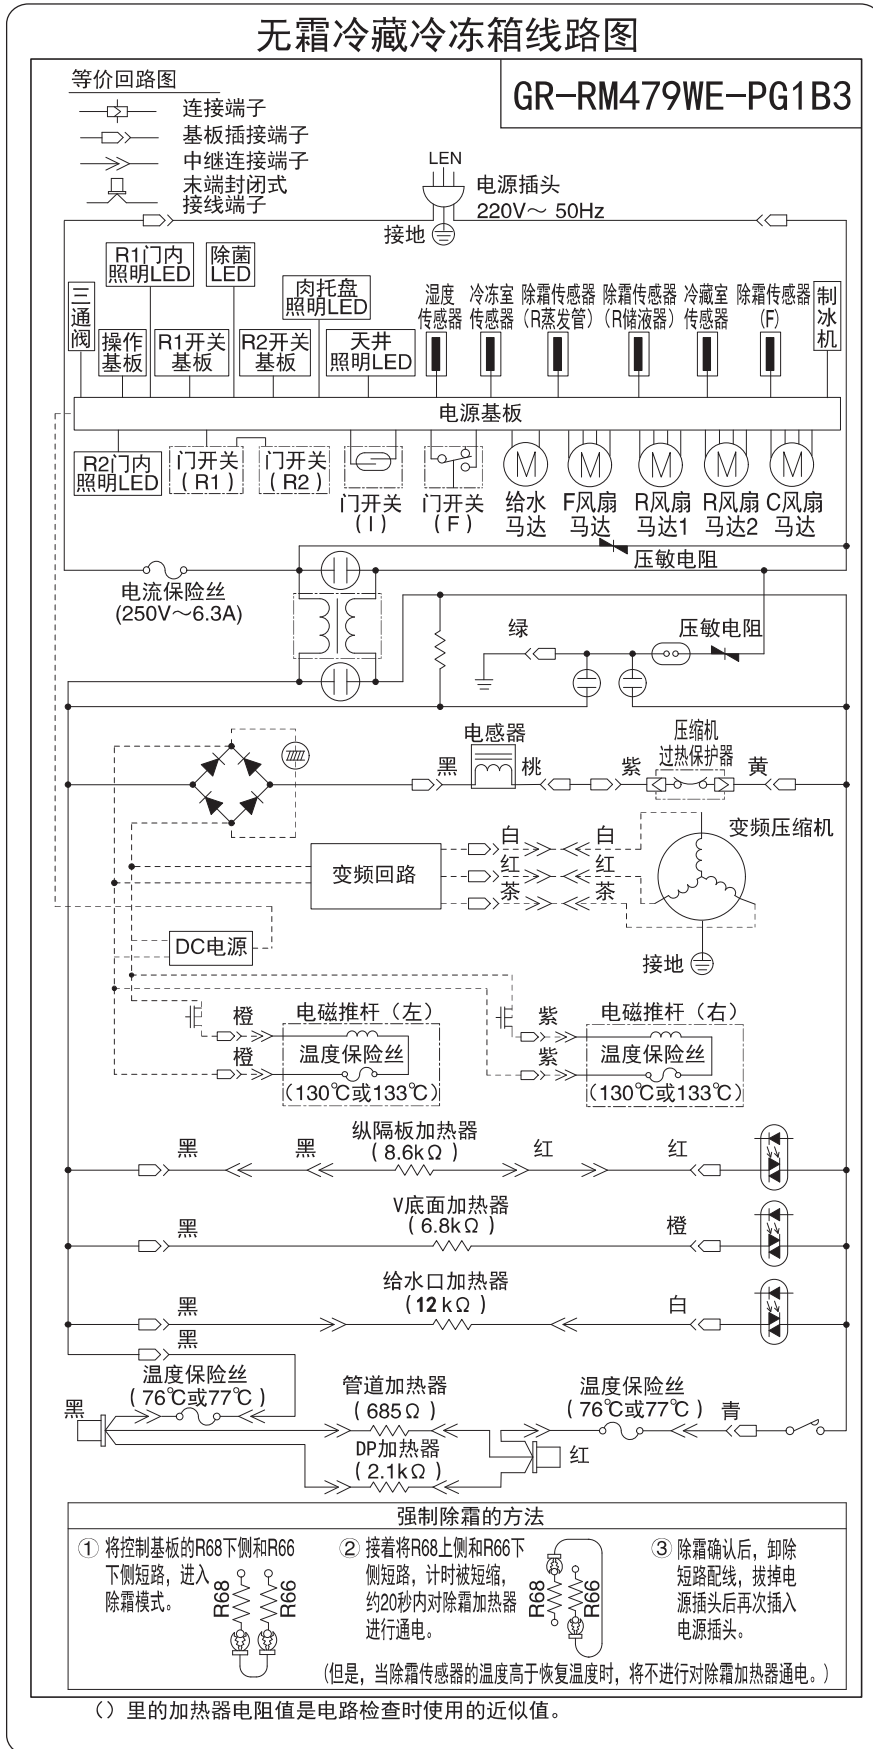 无霜冷藏冷冻箱线路图
等价回路图
GR-RM479WE-PG1B3
连接端子
基板插接端子
中继连接端子
末端封闭式
接线端子
LEN
电源插头
220V～ 50Hz
接地
R1门内
照明LED
除菌
LED
肉托盘
照明LED
三通阀
操作
基板
R1开关
基板
R2开关
基板
天井
照明LED
湿度
传感器
冷冻室
传感器
除霜传感器
（R蒸发管）
除霜传感器
（R储液器）
冷藏室
传感器
除霜传感器
(F)
制冰机
电源基板
R2门内
照明LED
门开关
(R1)
门开关
(R2)
门开关
(I)
门开关
(F)
M
M
M
M
M
给水
马达
F风扇
马达
R风扇
马达1
R风扇
马达2
C风扇
马达
压敏电阻
电流保险丝
(250V～6.3A)
绿
压敏电阻
电感器
黑
桃
紫
压缩机
过热保护器
黄
变频回路
白
白
红
红
茶
茶
变频压缩机
接地
DC电源
橙
橙
电磁推杆（左）
温度保险丝
（130℃或133℃）
紫
紫
电磁推杆（右）
温度保险丝
（130℃或133℃）
黑
黑
纵隔板加热器
(8.6kΩ)
红
红
黑
V底面加热器
(6.8kΩ)
橙
黑
给水口加热器
(12kΩ)
白
黑
温度保险丝
(76℃或77℃)
黑
管道加热器
(685Ω)
DP加热器
(2.1kΩ)
温度保险丝
(76℃或77℃)
青
红
强制除霜的方法
① 将控制基板的R68下侧和R66
下侧短路，进入
除霜模式。
R68
R66
② 接着将R68上侧和R66下
侧短路，计时被短缩，
约20秒内对除霜加热器
进行通电。
R68
R66
③ 除霜确认后，卸除
短路配线，拔掉电
源插头后再次插入
电源插头。
(但是，当除霜传感器的温度高于恢复温度时，将不进行对除霜加热器通电。)
（）里的加热器电阻值是电路检查时使用的近似值。